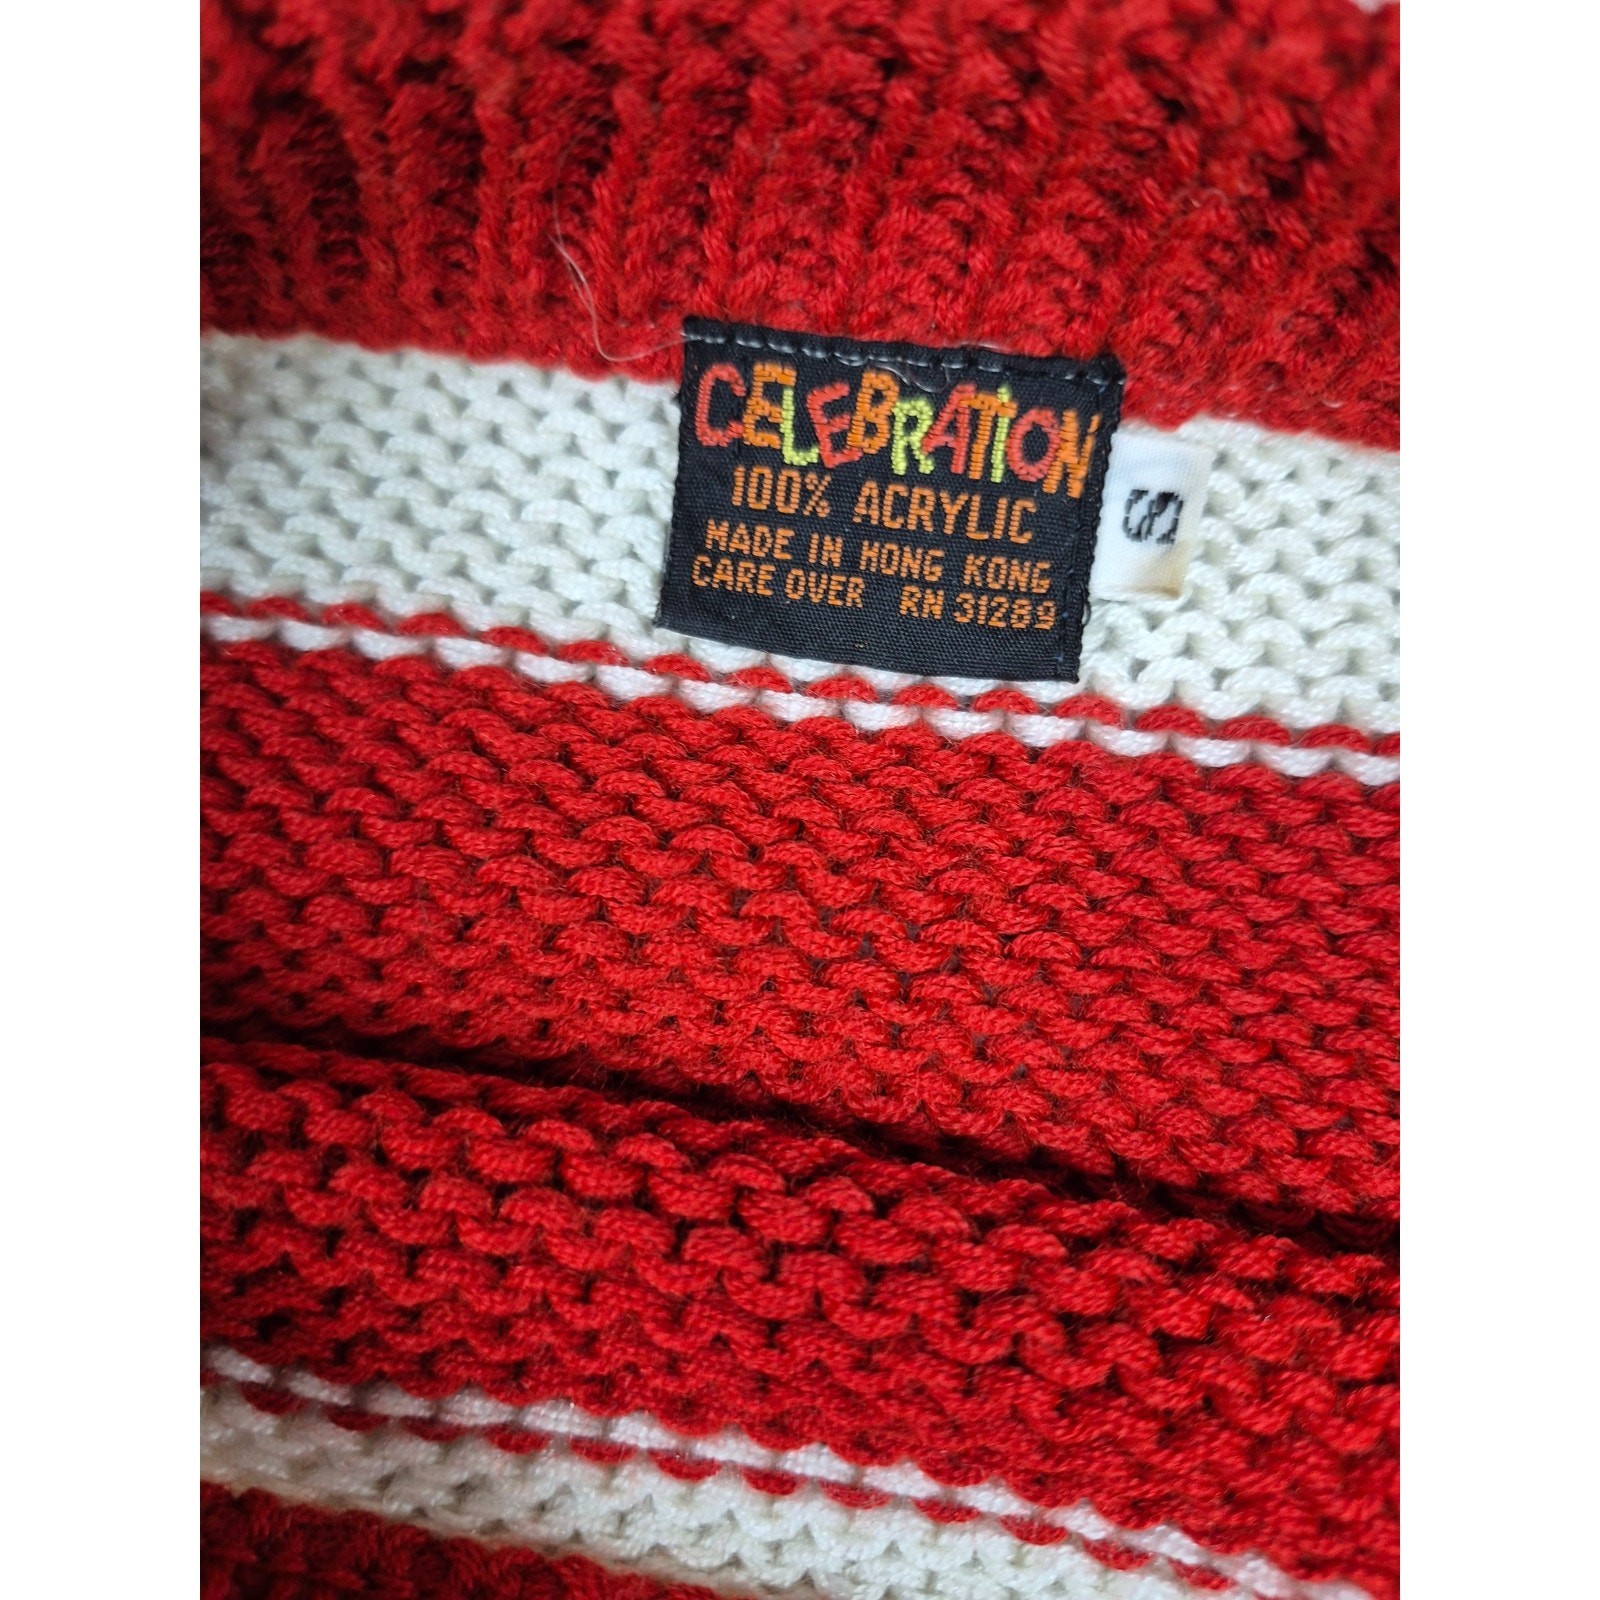 CELEBRATION
100% ACRYLIC
MADE IN HONG KONG
CARE OVER RN 31289
S